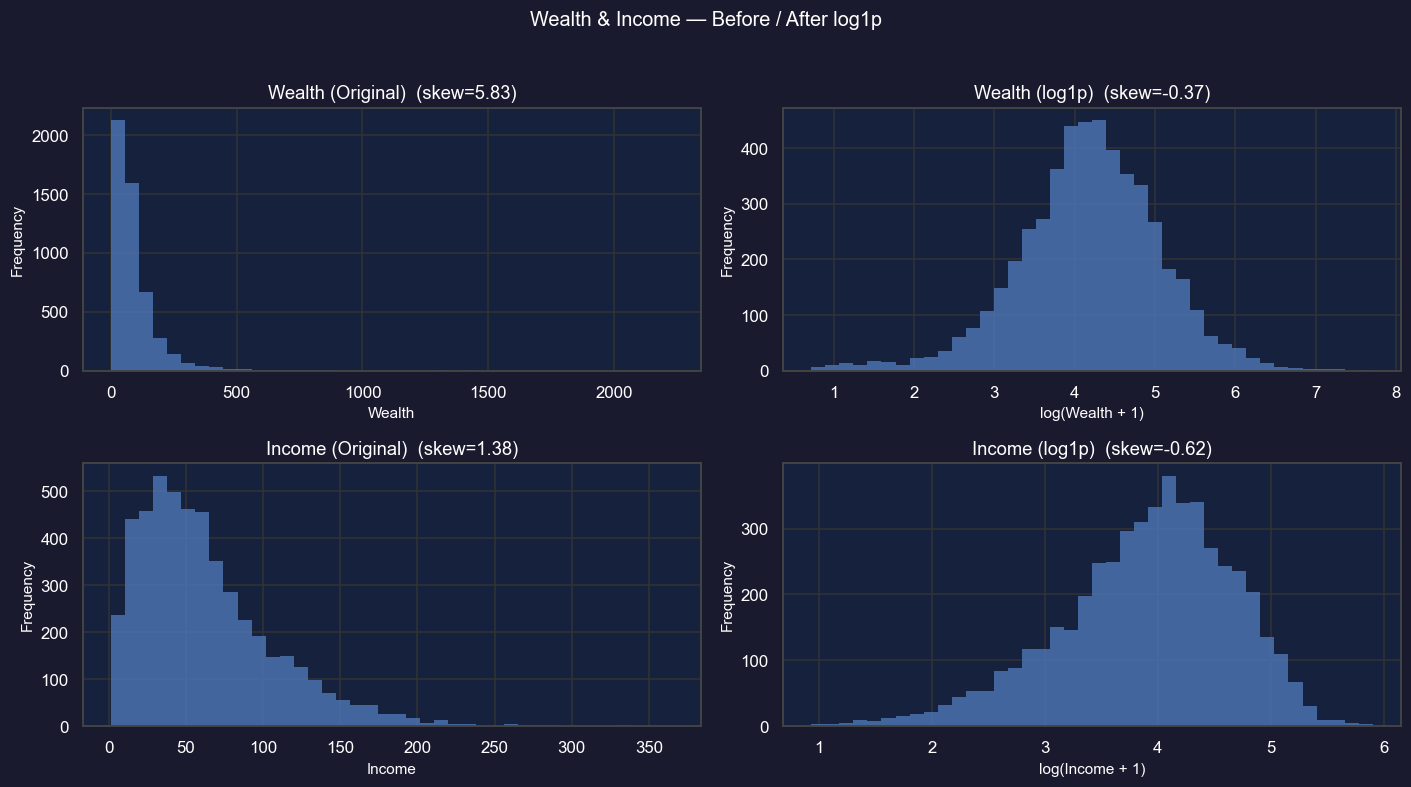 Wealth & Income — Before / After log1p
Wealth (Original)  (skew=5.83)
Frequency
2000
1500
1000
500
0
0 500 1000 1500 2000
Wealth
Wealth (log1p)  (skew=-0.37)
Frequency
400
300
200
100
0
1 2 3 4 5 6 7 8
log(Wealth + 1)
Income (Original)  (skew=1.38)
Frequency
500
400
300
200
100
0
0 50 100 150 200 250 300 350
Income
Income (log1p)  (skew=-0.62)
Frequency
300
200
100
0
1 2 3 4 5 6
log(Income + 1)